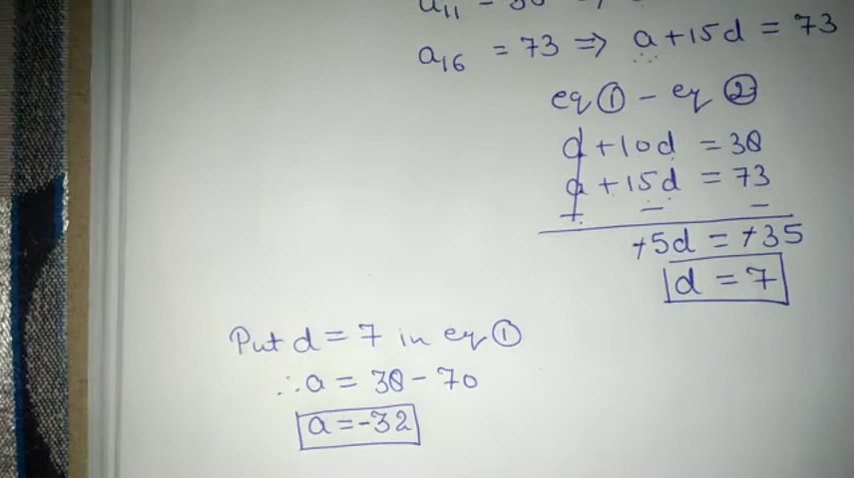 a₁₆ = 73 ⇒ a + 15d = 73
eq ① − eq ②
a + 10d = 38
a + 15d = 73
− − −
+5d = +35
d = 7
Put d = 7 in eq ①
∴ a = 38 − 70
a = −32